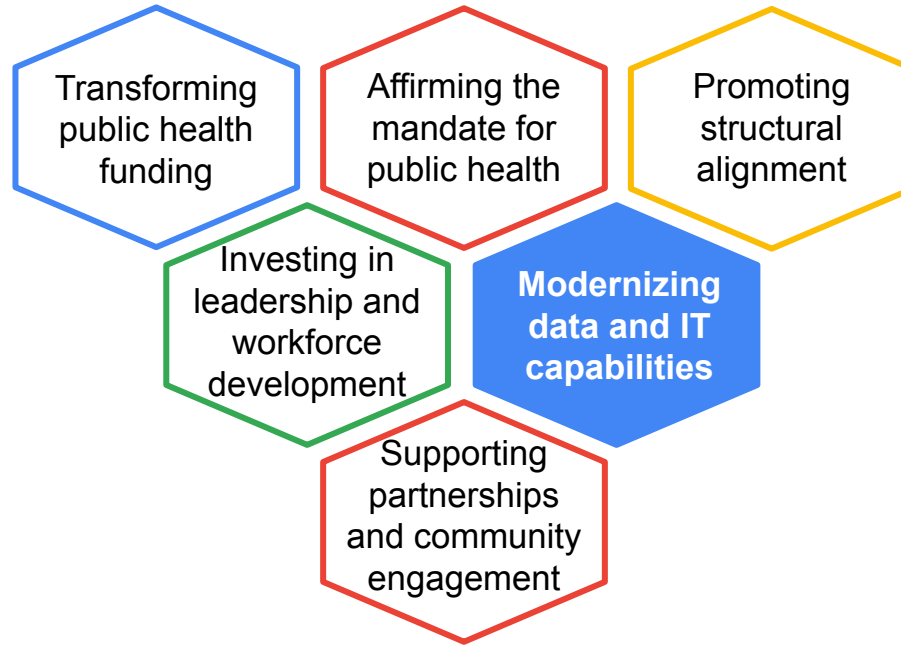 Transforming
public health
funding
Affirming the
mandate for
public health
Promoting
structural
alignment
Investing in
leadership and
workforce
development
Modernizing
data and IT
capabilities
Supporting
partnerships
and community
engagement